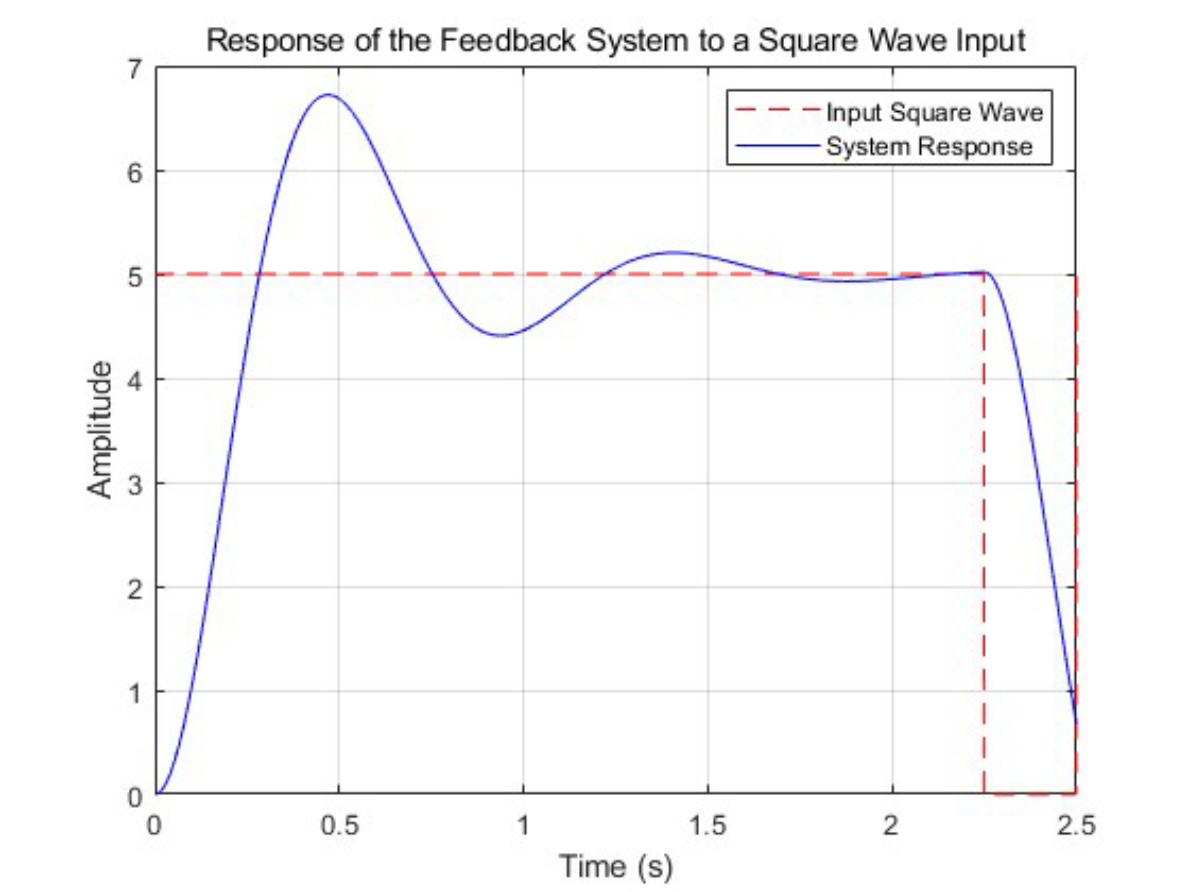 Response of the Feedback System to a Square Wave Input
7
Input Square Wave
System Response
6
5
4
3
2
1
0
Amplitude
0 0.5 1 1.5 2 2.5
Time (s)